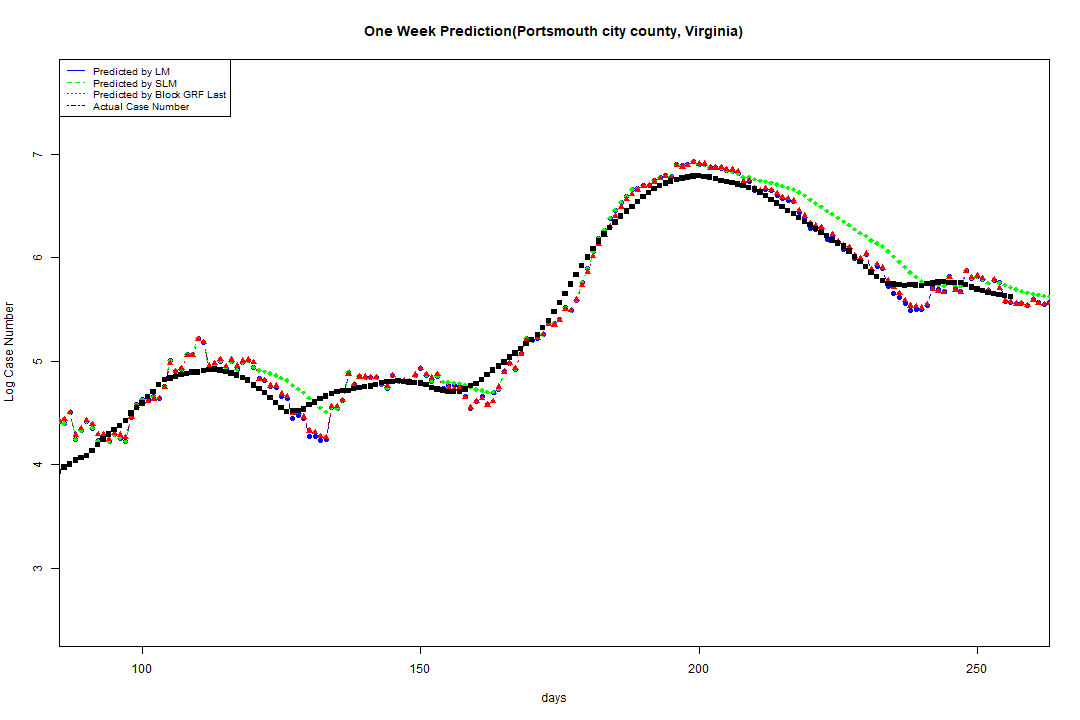 One Week Prediction(Portsmouth city county, Virginia)
Predicted by LM
Predicted by SLM
Predicted by Block GRF Last
Actual Case Number
Log Case Number
7
6
5
4
3
100 150 200 250
days